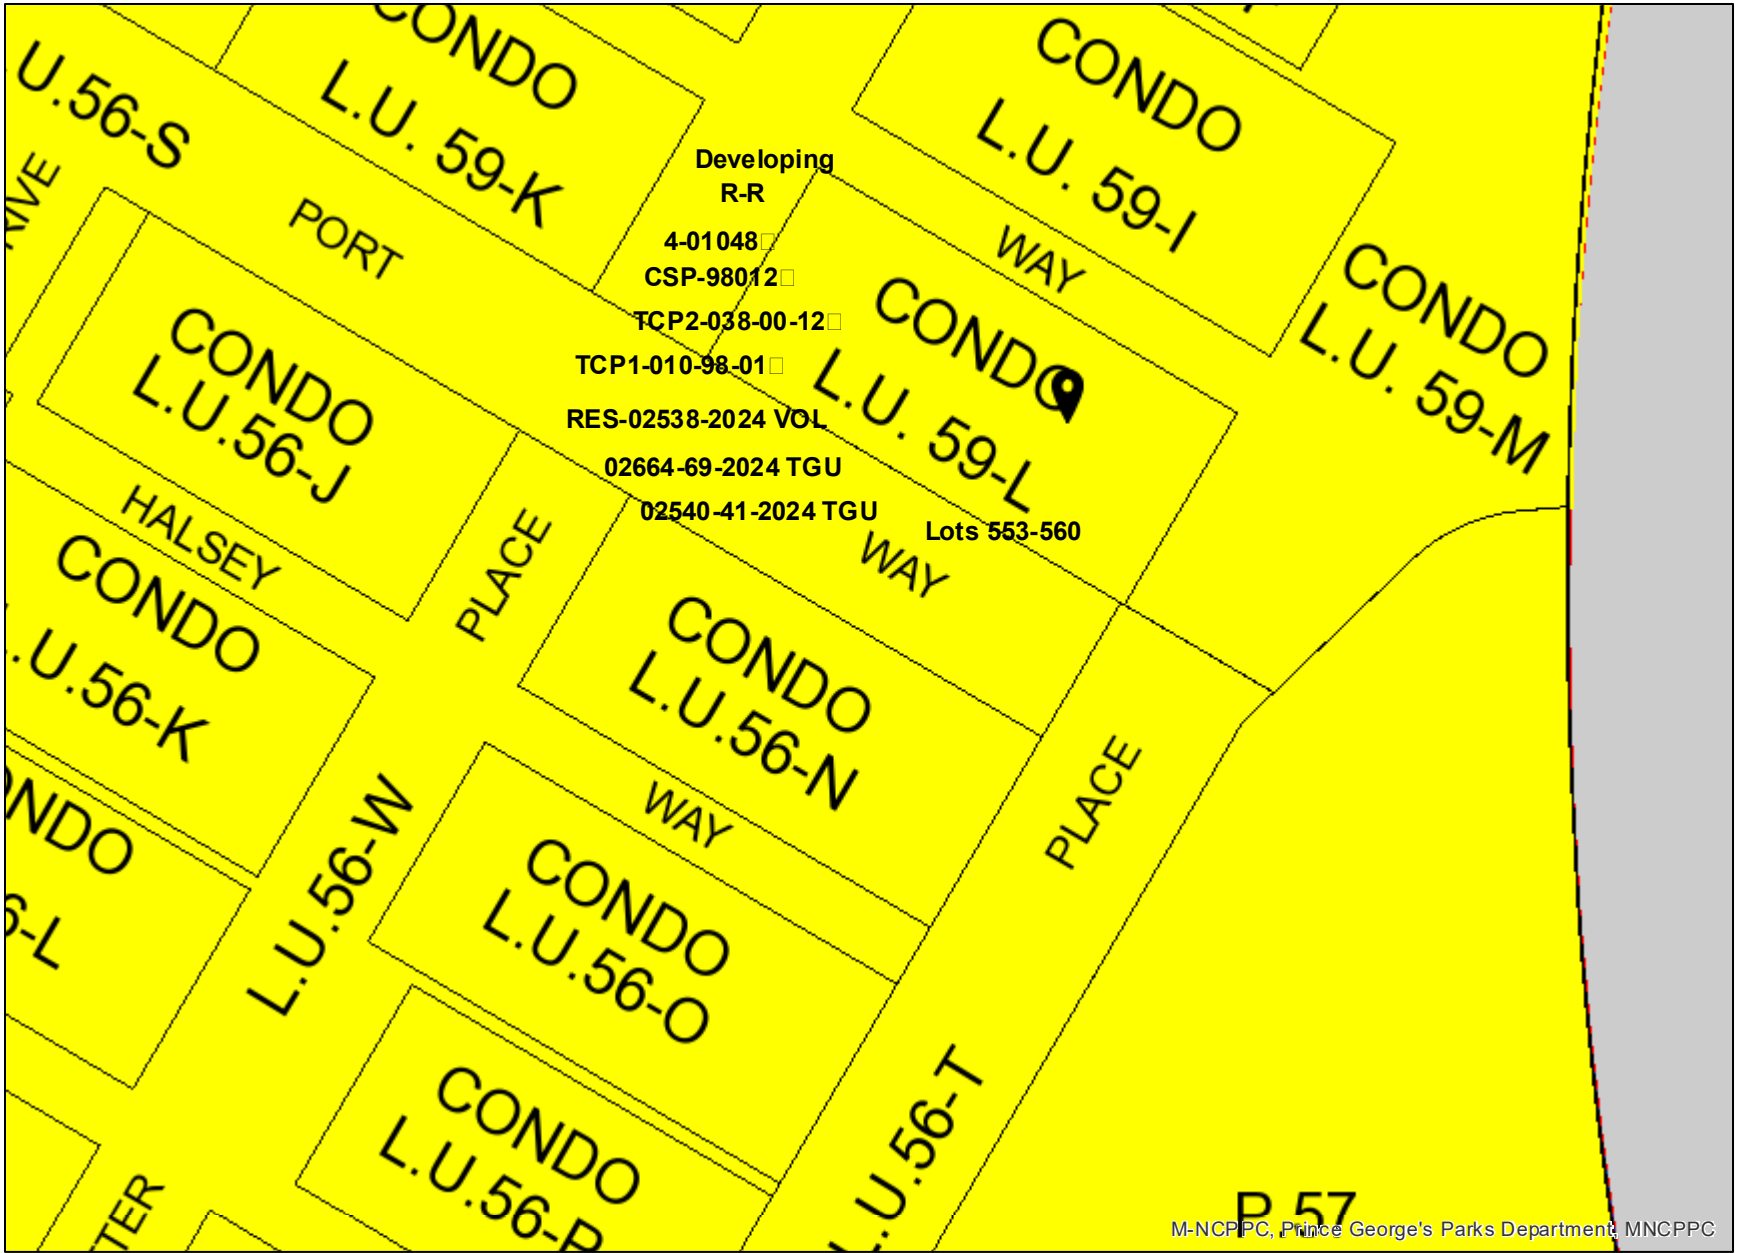 CONDO
L.U. 59-K
U.56-S
CONDO
L.U. 59-I
Developing
R-R
4-01048
CSP-98012
TCP2-038-00-12
TCP1-010-98-01
RES-02538-2024 VOL
02664-69-2024 TGU
02540-41-2024 TGU
Lots 553-560
PORT
WAY
CONDO
L.U. 59-L
CONDO
L.U. 59-M
CONDO
L.U.56-J
HALSEY
PLACE
WAY
CONDO
L.U.56-K
CONDO
L.U.56-N
PLACE
WAY
L.U.56-W
CONDO
L.U.56-O
CONDO
L.U.56-P
L.U.56-T
P.57
M-NCPPC, Prince George's Parks Department, MNCPPC